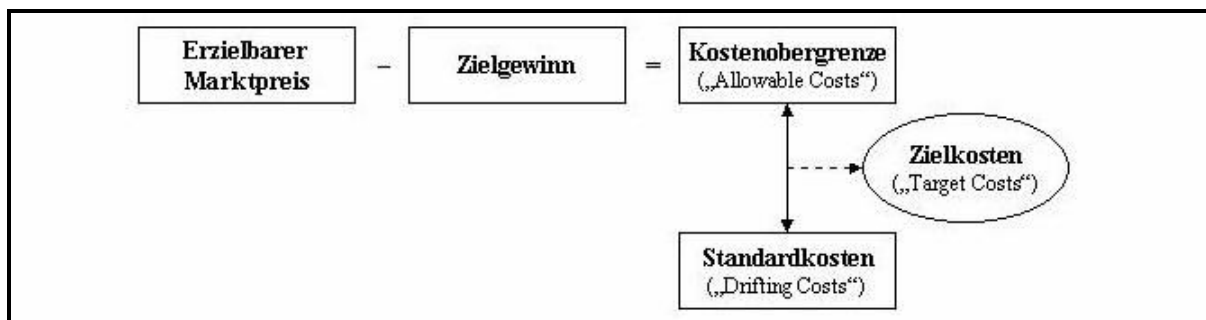 Erzielbarer
Marktpreis
–
Zielgewinn
=
Kostenobergrenze
(„Allowable Costs“)
Zielkosten
(„Target Costs“)
Standardkosten
(„Drifting Costs“)